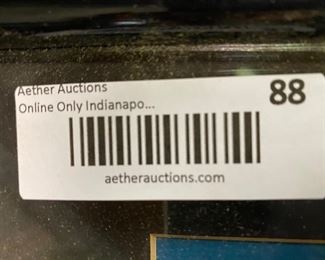 Aether Auctions
88
Online Only Indianapo...
aetherauctions.com